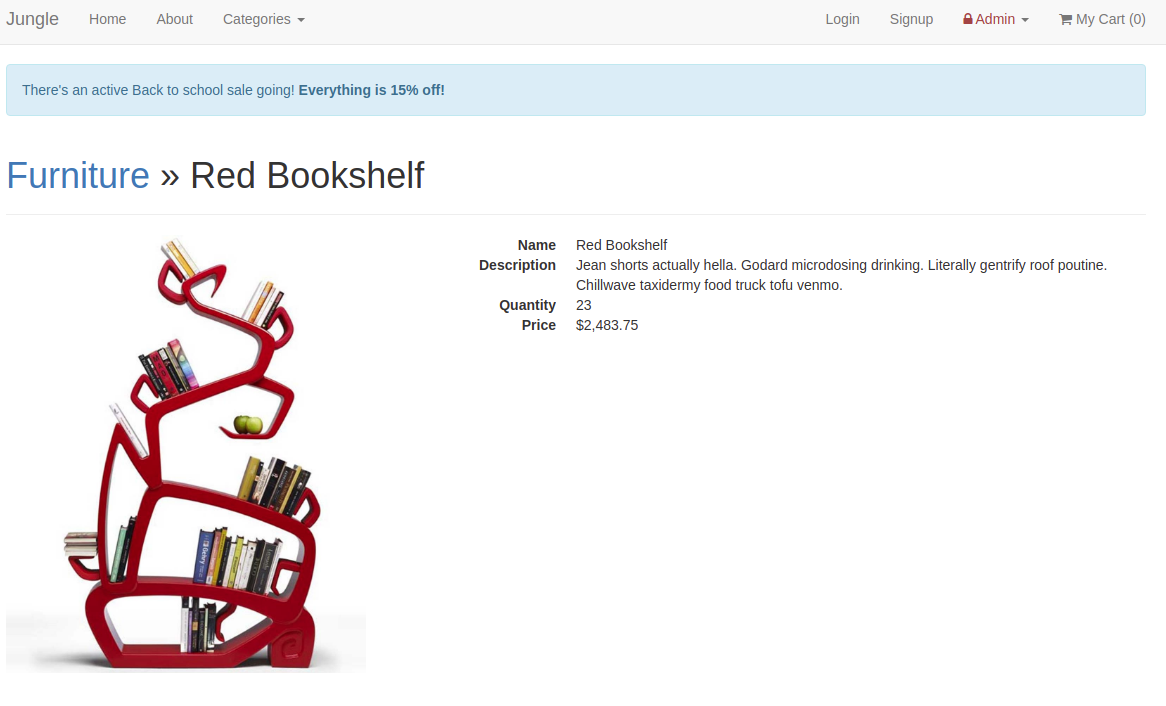 Jungle Home About Categories Login Signup Admin My Cart (0)
There's an active Back to school sale going! Everything is 15% off!
Furniture » Red Bookshelf
Name Red Bookshelf
Description Jean shorts actually hella. Godard microdosing drinking. Literally gentrify roof poutine.
Chillwave taxidermy food truck tofu venmo.
Quantity 23
Price $2,483.75